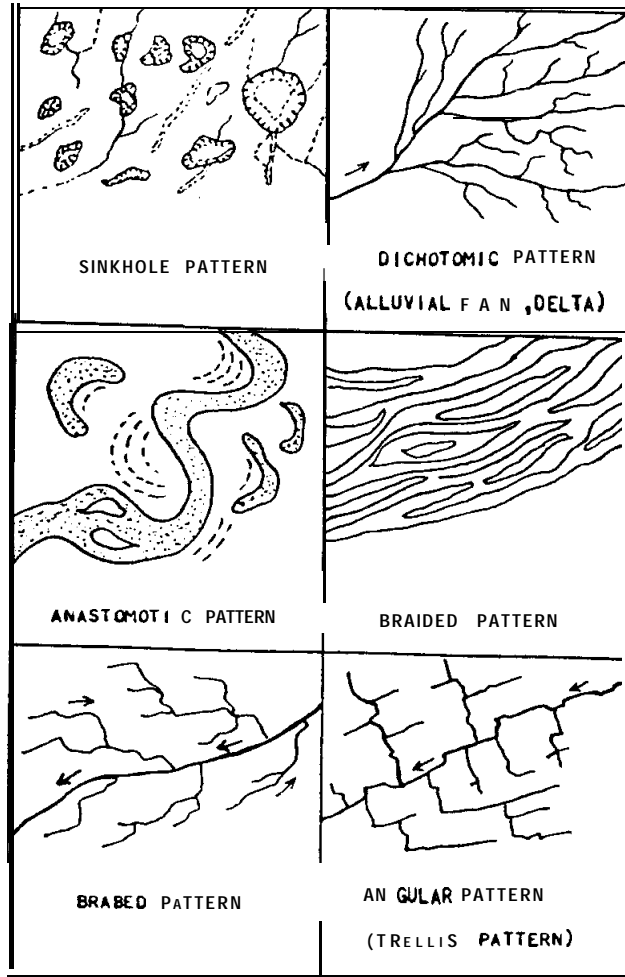 SINKHOLE PATTERN
DICHOTOMIC PATTERN
(ALLUVIAL FAN, DELTA)
ANASTOMOTIC PATTERN
BRAIDED PATTERN
BRABED PATTERN
ANGULAR PATTERN
(TRELLIS PATTERN)